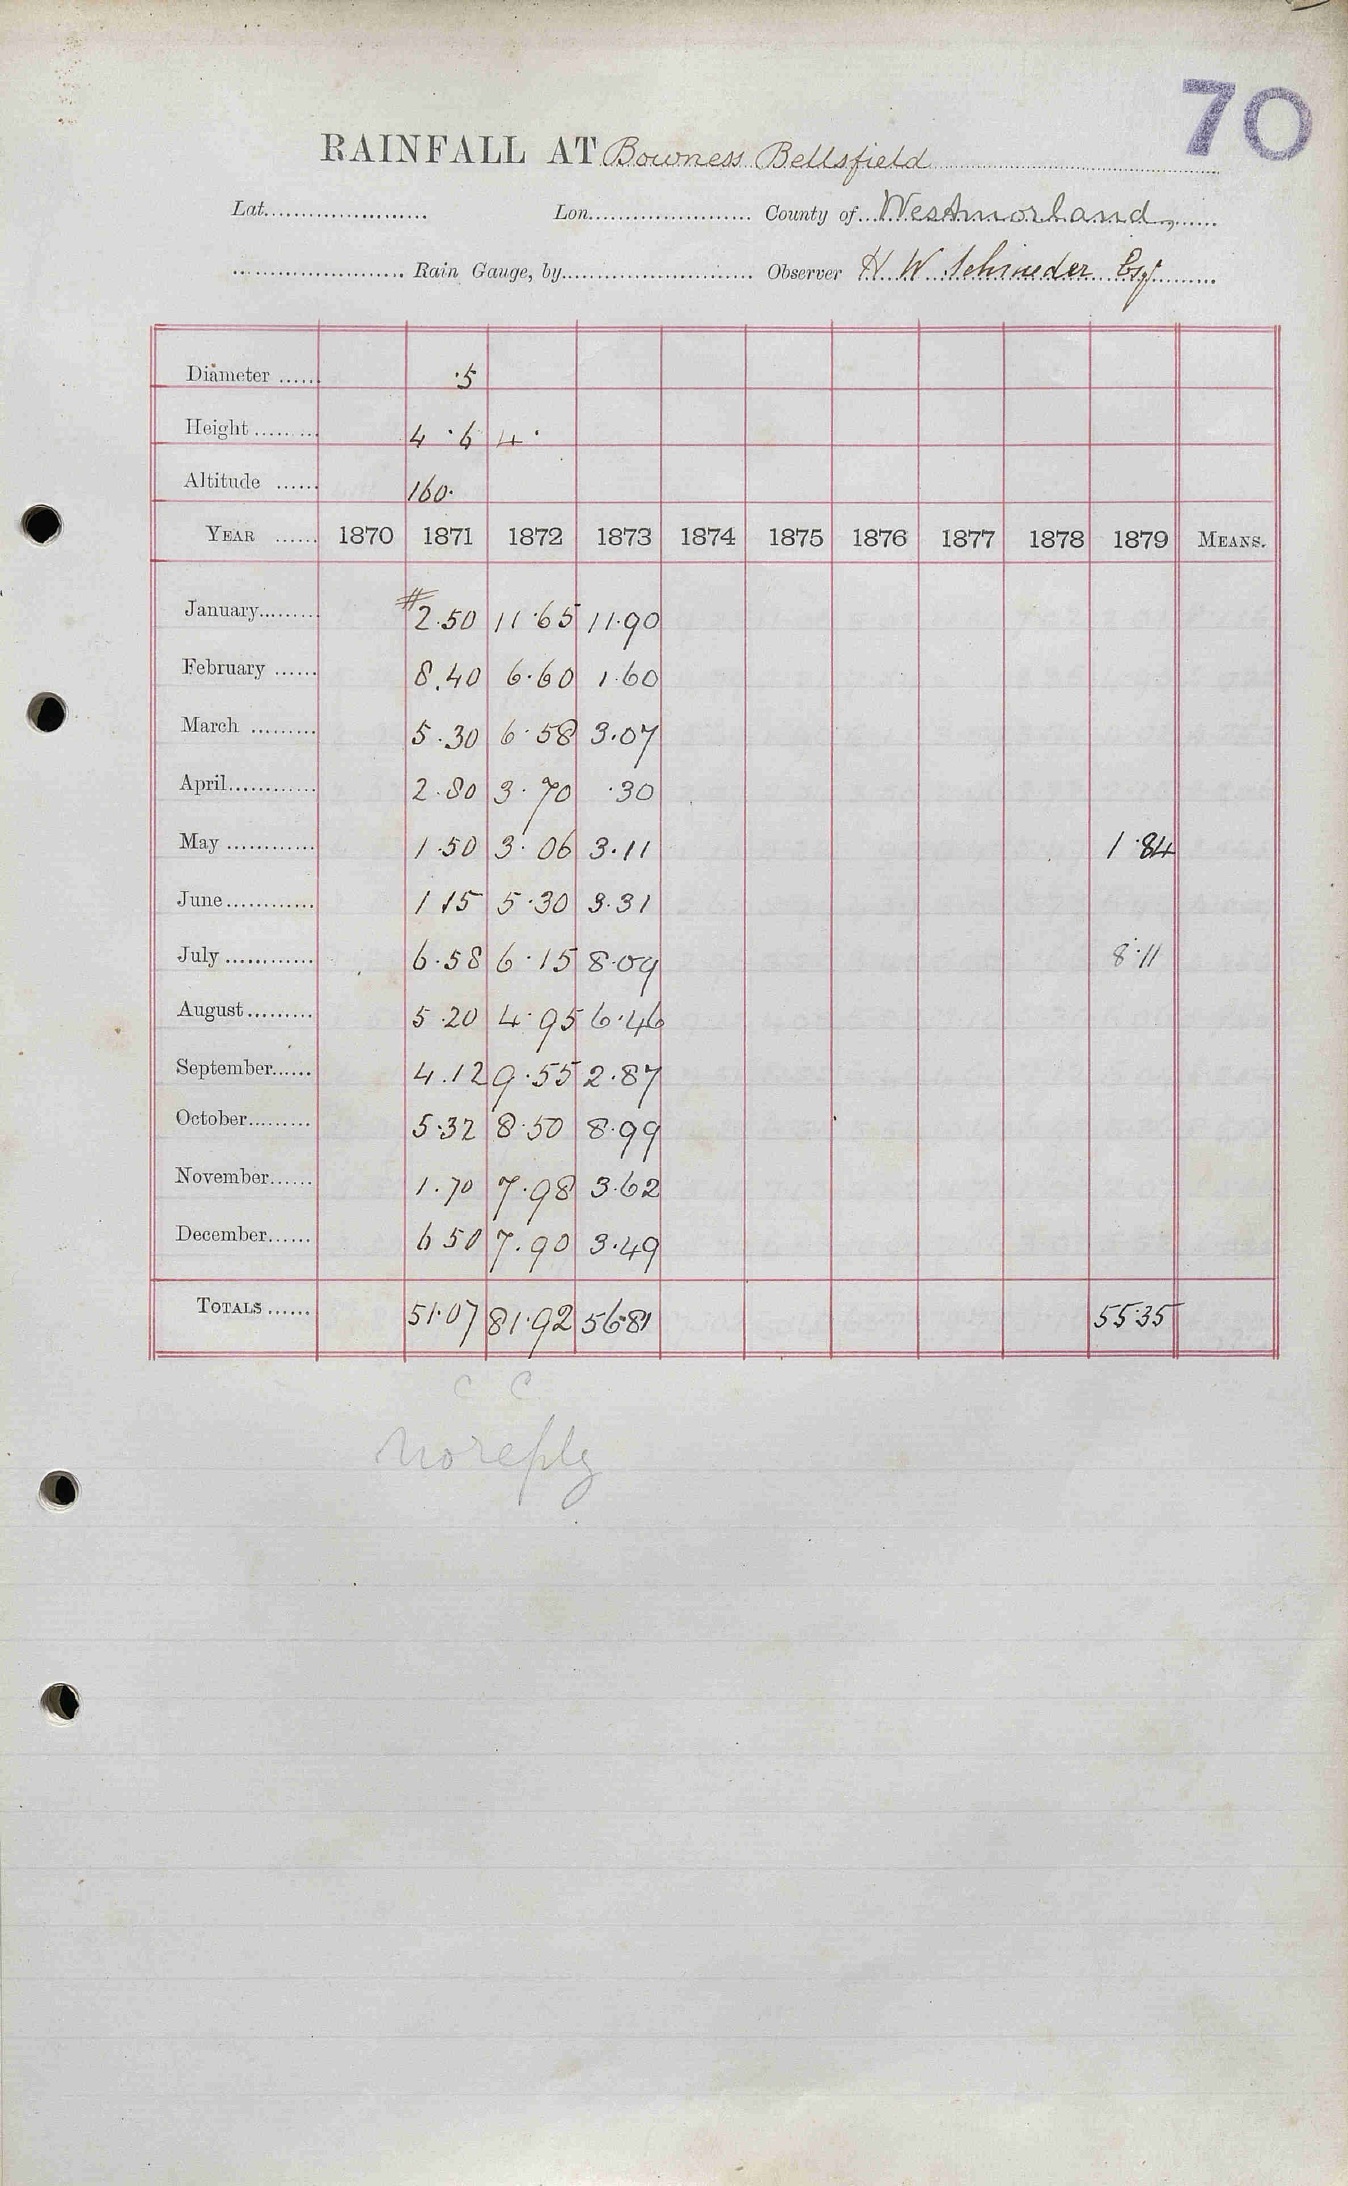 70
RAINFALL AT Bowness Bellsfield
Lat. Lon. County of Westmorland,
Rain Gauge, by Observer H W Schnieder Esq
Diameter ...... ·5
Height ......... 4 ·6 4 ·
Altitude ...... 160·
YEAR ...... 1870 1871 1872 1873 1874 1875 1876 1877 1878 1879 MEANS.
January ......... #2.50 11·65 11.90
February ...... 8.40 6·60 1·60
March ......... 5·30 6·58 3.07
April ............ 2·80 3·70 ·30
May ............ 1·50 3·06 3·11 1·84
June ............ 1 15 5·30 3.31
July ............ 6·58 6·15 8·09 8·11
August ......... 5·20 4·95 6·46
September ...... 4.12 9·55 2·87
October ......... 5·32 8·50 8·99
November ...... 1.70 7·98 3·62
December ...... 6 50 7.90 3·49
TOTALS ...... 51·07 81·92 56·81 55·35
C C
No reply